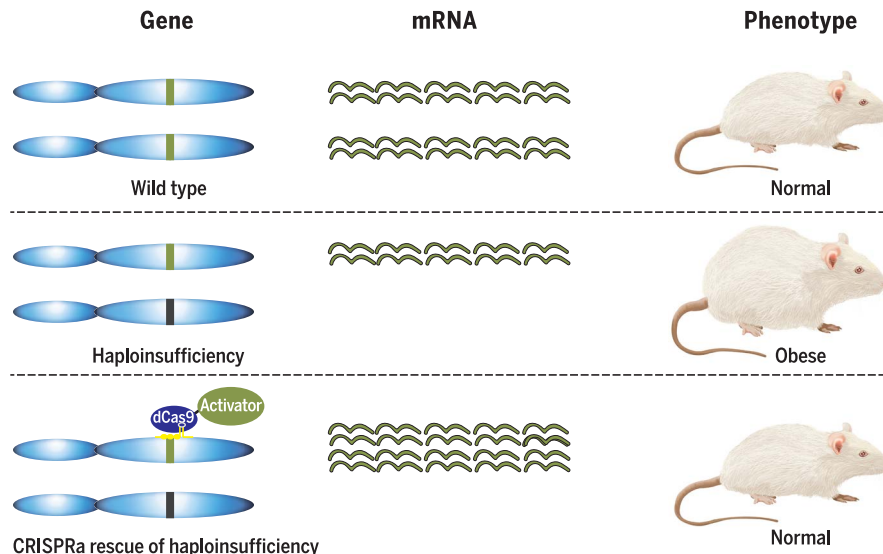 Gene
mRNA
Phenotype
Wild type
Normal
Haploinsufficiency
Obese
dCas9
Activator
CRISPRa rescue of haploinsufficiency
Normal